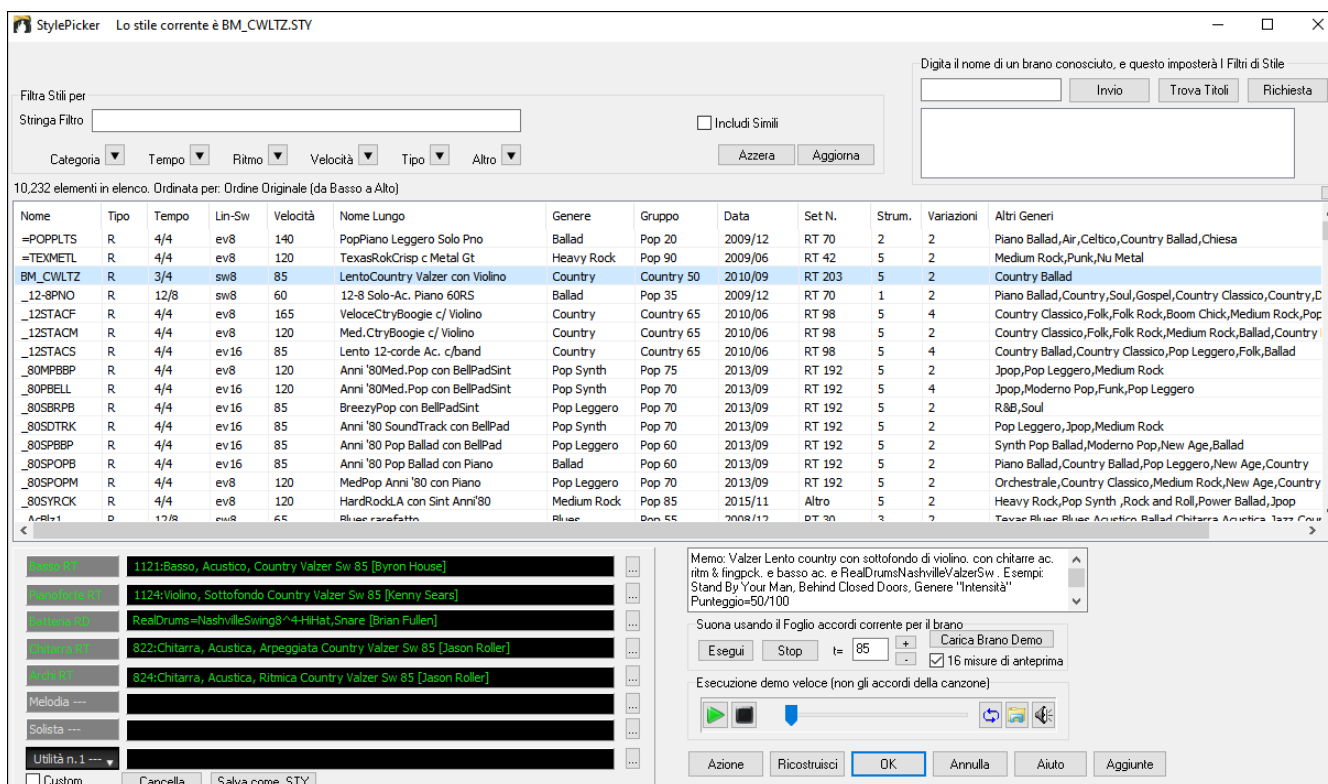 StylePicker Lo stile corrente è BM_CWLTZ.STY
Digita il nome di un brano conosciuto, e questo imposterà I Filtri di Stile
Invio Trova Titoli Richiesta
Filtra Stili per
Stringa Filtro
Includi Simili
Categoria Tempo Ritmo Velocità Tipo Altro Azzera Aggiorna
10,232 elementi in elenco. Ordinata per: Ordine Originale (da Basso a Alto)
Nome Tipo Tempo Lin-Sw Velocità Nome Lungo Genere Gruppo Data Set N. Strum. Variazioni Altri Generi
=POPPLTS R 4/4 ev8 140 PopPiano Leggero Solo Pno Ballad Pop 20 2009/12 RT 70 2 2 Piano Ballad,Air,Celtico,Country Ballad,Chiesa
=TEXMETL R 4/4 ev8 120 TexasRokCrisp c Metal Gt Heavy Rock Pop 90 2009/06 RT 42 5 2 Medium Rock,Punk,Nu Metal
BM_CWLTZ R 3/4 sw8 85 LentoCountry Valzer con Violino Country Country 50 2010/09 RT 203 5 2 Country Ballad
_12-8PNO R 12/8 sw8 60 12-8 Solo-Ac. Piano 60RS Ballad Pop 35 2009/12 RT 70 1 2 Piano Ballad,Country,Soul,Gospel,Country Classico,Country,D
_12STACF R 4/4 ev8 165 VeloceCtryBoogie c/ Violino Country Country 65 2010/06 RT 98 5 4 Country Classico,Folk,Folk Rock,Boom Chick,Medium Rock,Pop
_12STACM R 4/4 ev8 120 Med.CtryBoogie c/ Violino Country Country 65 2010/06 RT 98 5 2 Country Classico,Folk,Folk Rock,Medium Rock,Ballad,Country
_12STACS R 4/4 ev16 85 Lento 12-corde Ac. c/band Country Country 65 2010/06 RT 98 5 4 Country Ballad,Country Classico,Pop Leggero,Folk,Ballad
_80MPBBP R 4/4 ev8 120 Anni '80Med.Pop con BellPadSint Pop Synth Pop 75 2013/09 RT 192 5 2 Jpop,Pop Leggero,Medium Rock
_80PBELL R 4/4 ev16 120 Anni '80Med.Pop con BellPadSint Pop Synth Pop 70 2013/09 RT 192 5 4 Jpop,Moderno Pop,Funk,Pop Leggero
_80SBRPB R 4/4 ev16 85 BreezyPop con BellPadSint Pop Leggero Pop 70 2013/09 RT 192 5 2 R&B,Soul
_80SDTRK R 4/4 ev16 85 Anni '80 SoundTrack con BellPad Pop Synth Pop 70 2013/09 RT 192 5 2 Pop Leggero,Jpop,Medium Rock
_80SPBBP R 4/4 ev16 85 Anni '80 Pop Ballad con BellPad Pop Leggero Pop 60 2013/09 RT 192 5 2 Synth Pop Ballad,Moderno Pop,New Age,Ballad
_80SPOPB R 4/4 ev16 85 Anni '80 Pop Ballad con Piano Ballad Pop 60 2013/09 RT 192 5 2 Piano Ballad,Country Ballad,Pop Leggero,New Age,Country
_80SPOPM R 4/4 ev8 120 MedPop Anni '80 con Piano Pop Leggero Pop 70 2013/09 RT 192 5 2 Orchestrale,Country Classico,Medium Rock,New Age,Country
_80SYRCK R 4/4 ev8 120 HardRockLA con Sint Anni'80 Medium Rock Pop 85 2015/11 Altro 5 2 Heavy Rock,Pop Synth ,Rock and Roll,Power Ballad,Jpop
_AcBlz1 R 12/8 sw8 65 Blues rarefatto Blues Pop 55 2008/12 RT 30 3 2 Texas Blues,Blues Acustico,Ballad,Chitarra Acustica, Jazz,Cour
Basso RT 1121:Basso, Acustico, Country Valzer Sw 85 [Byron House] ...
Pianoforte RT 1124:Violino, Sottofondo Country Valzer Sw 85 [Kenny Sears] ...
Batteria RD RealDrums=NashvilleSwing8^4-HiHat,Snare [Brian Fullen] ...
Chitarra RT 822:Chitarra, Acustica, Arpeggiata Country Valzer Sw 85 [Jason Roller] ...
Archi RT 824:Chitarra, Acustica, Ritmica Country Valzer Sw 85 [Jason Roller] ...
Melodia --- ...
Solista --- ...
Utilità n.1 --- ...
Custom Cancella Salva come .STY
Memo: Valzer Lento country con sottofondo di violino. con chitarre ac.
ritm & fingpck. e basso ac. e RealDrumsNashvilleValzerSw . Esempi:
Stand By Your Man, Behind Closed Doors, Genere "Intensità"
Punteggio=50/100
Suona usando il Foglio accordi corrente per il brano
Esegui Stop t= 85 + - Carica Brano Demo
16 misure di anteprima
Esecuzione demo veloce (non gli accordi della canzone)
Azione Ricostruisci OK Annulla Aiuto Aggiunte